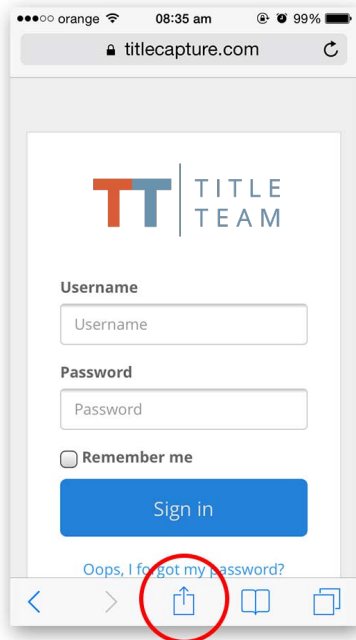 orange 08:35 am 99%
titlecapture.com
TT TITLE
TEAM
Username
Username
Password
Password
Remember me
Sign in
Oops, I forgot my password?